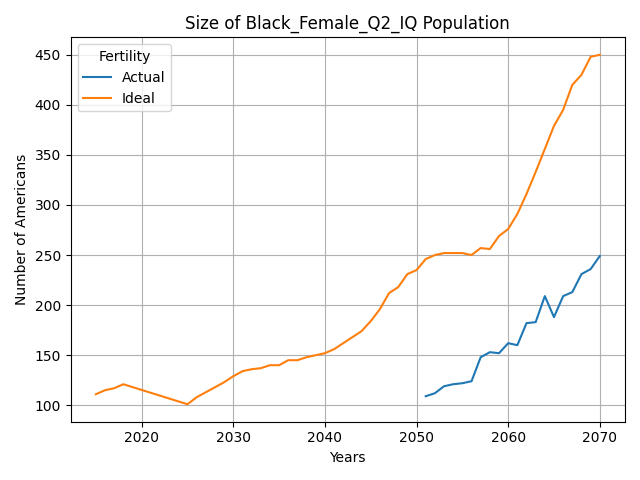 Size of Black_Female_Q2_IQ Population
Number of Americans
Fertility
Actual
Ideal
450
400
350
300
250
200
150
100
2020 2030 2040 2050 2060 2070
Years